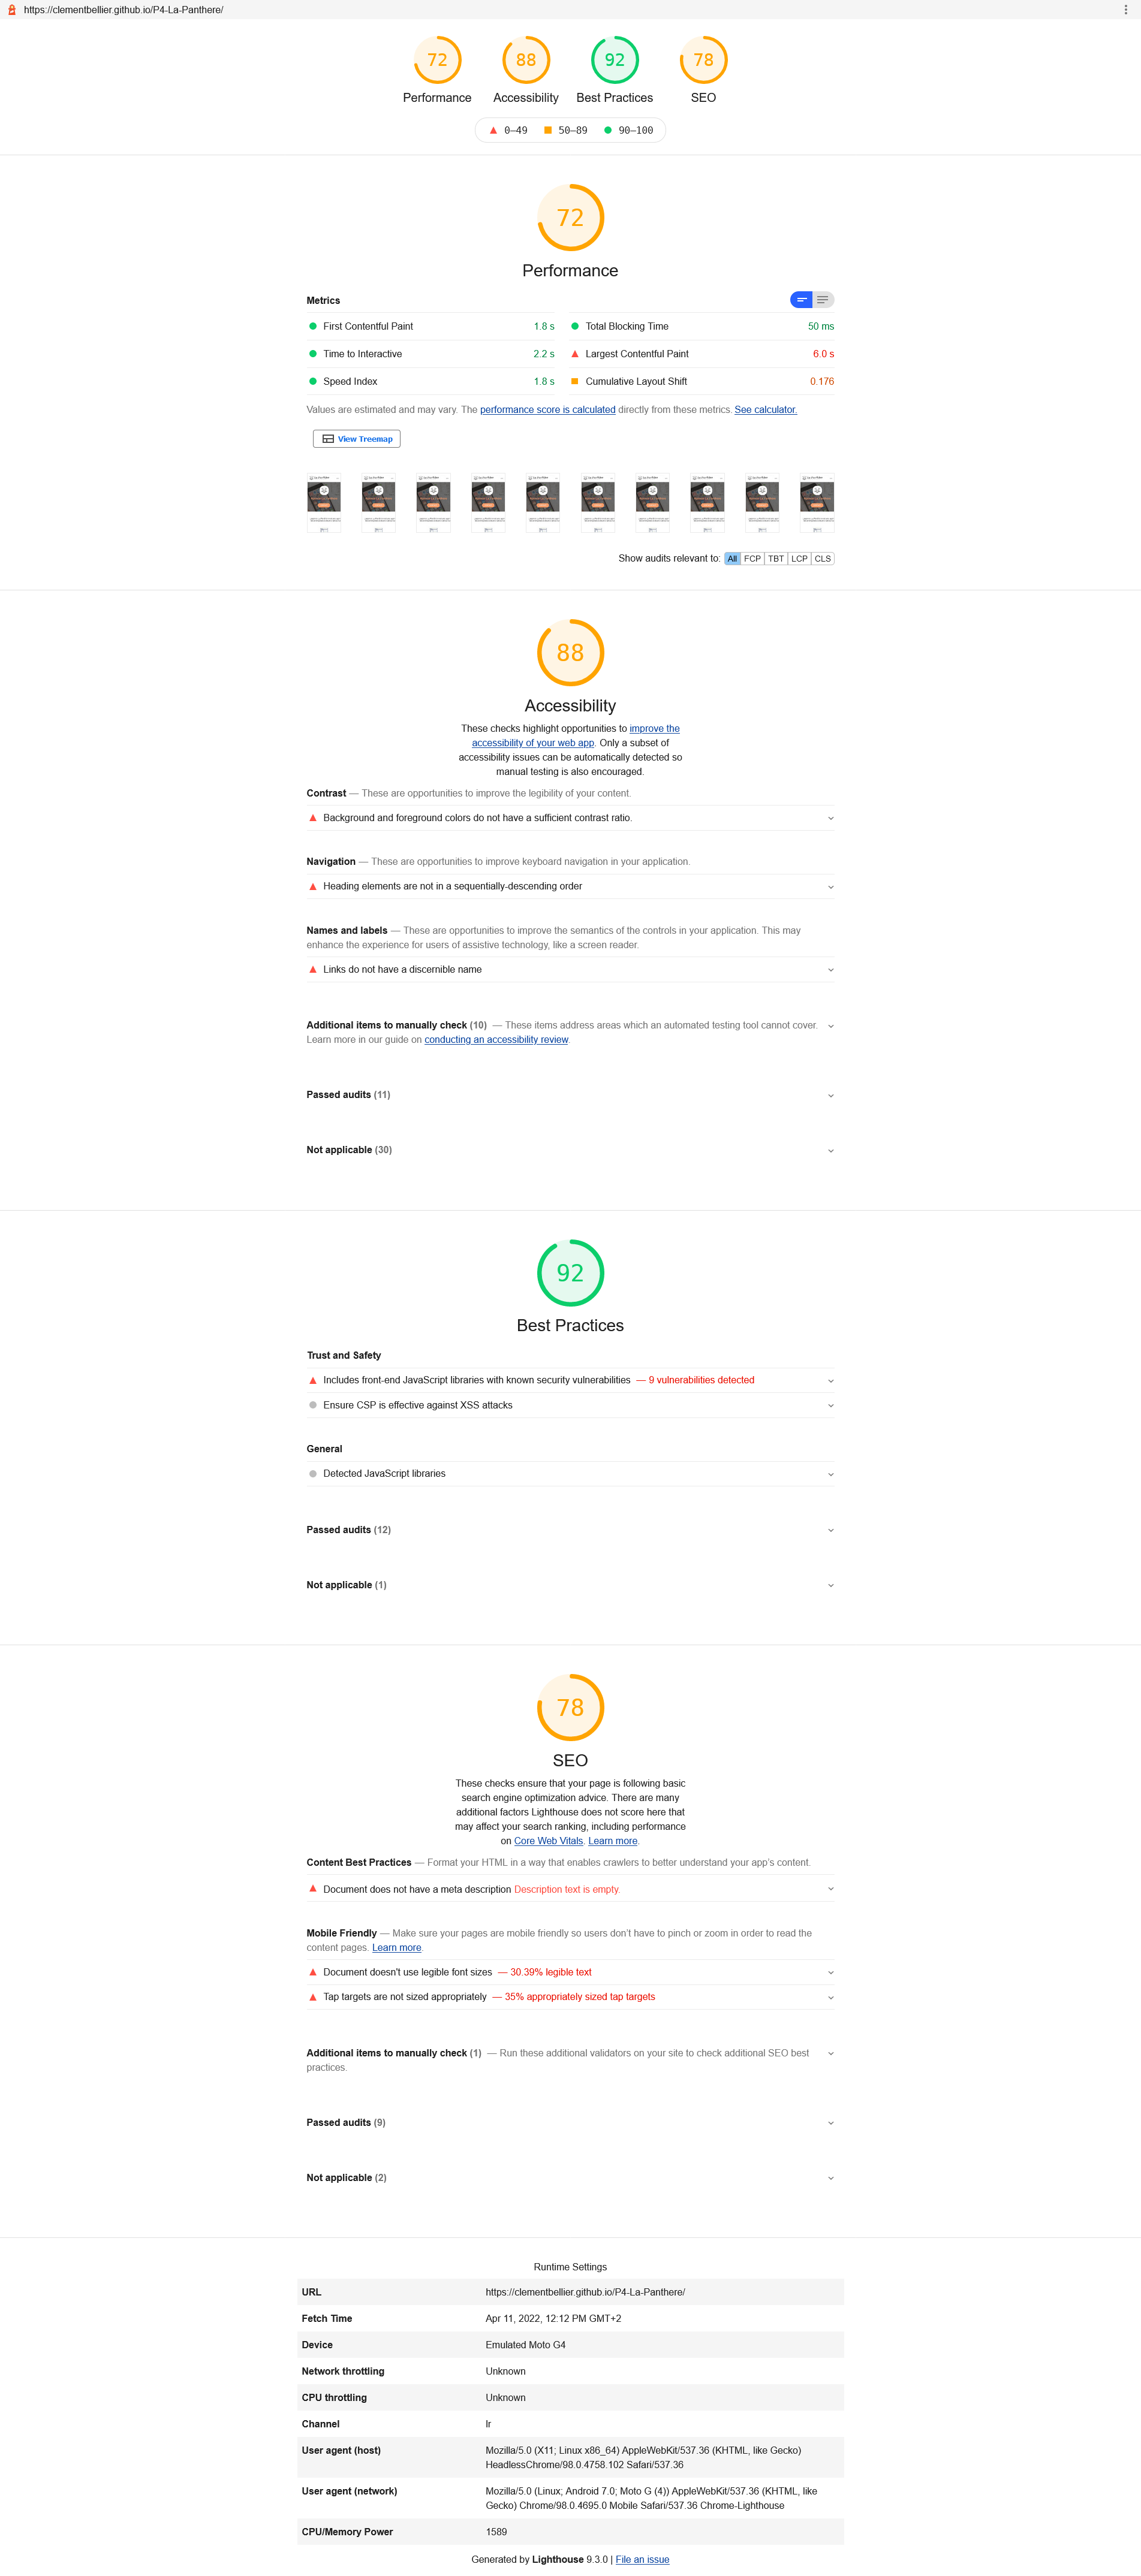 https://clementbellier.github.io/P4-La-Panthere/
72 88 92 78
Performance Accessibility Best Practices SEO
0–49 50–89 90–100
72
Performance
Metrics
First Contentful Paint 1.8 s
Total Blocking Time 50 ms
Time to Interactive 2.2 s
Largest Contentful Paint 6.0 s
Speed Index 1.8 s
Cumulative Layout Shift 0.176
Values are estimated and may vary. The performance score is calculated directly from these metrics. See calculator.
View Treemap
Show audits relevant to: All FCP TBT LCP CLS
88
Accessibility
These checks highlight opportunities to improve the
accessibility of your web app. Only a subset of
accessibility issues can be automatically detected so
manual testing is also encouraged.
Contrast — These are opportunities to improve the legibility of your content.
Background and foreground colors do not have a sufficient contrast ratio.
Navigation — These are opportunities to improve keyboard navigation in your application.
Heading elements are not in a sequentially-descending order
Names and labels — These are opportunities to improve the semantics of the controls in your application. This may
enhance the experience for users of assistive technology, like a screen reader.
Links do not have a discernible name
Additional items to manually check (10) — These items address areas which an automated testing tool cannot cover.
Learn more in our guide on conducting an accessibility review.
Passed audits (11)
Not applicable (30)
92
Best Practices
Trust and Safety
Includes front-end JavaScript libraries with known security vulnerabilities — 9 vulnerabilities detected
Ensure CSP is effective against XSS attacks
General
Detected JavaScript libraries
Passed audits (12)
Not applicable (1)
78
SEO
These checks ensure that your page is following basic
search engine optimization advice. There are many
additional factors Lighthouse does not score here that
may affect your search ranking, including performance
on Core Web Vitals. Learn more.
Content Best Practices — Format your HTML in a way that enables crawlers to better understand your app’s content.
Document does not have a meta description Description text is empty.
Mobile Friendly — Make sure your pages are mobile friendly so users don’t have to pinch or zoom in order to read the
content pages. Learn more.
Document doesn't use legible font sizes — 30.39% legible text
Tap targets are not sized appropriately — 35% appropriately sized tap targets
Additional items to manually check (1) — Run these additional validators on your site to check additional SEO best
practices.
Passed audits (9)
Not applicable (2)
Runtime Settings
URL https://clementbellier.github.io/P4-La-Panthere/
Fetch Time Apr 11, 2022, 12:12 PM GMT+2
Device Emulated Moto G4
Network throttling Unknown
CPU throttling Unknown
Channel lr
User agent (host) Mozilla/5.0 (X11; Linux x86_64) AppleWebKit/537.36 (KHTML, like Gecko)
HeadlessChrome/98.0.4758.102 Safari/537.36
User agent (network) Mozilla/5.0 (Linux; Android 7.0; Moto G (4)) AppleWebKit/537.36 (KHTML, like
Gecko) Chrome/98.0.4695.0 Mobile Safari/537.36 Chrome-Lighthouse
CPU/Memory Power 1589
Generated by Lighthouse 9.3.0 | File an issue